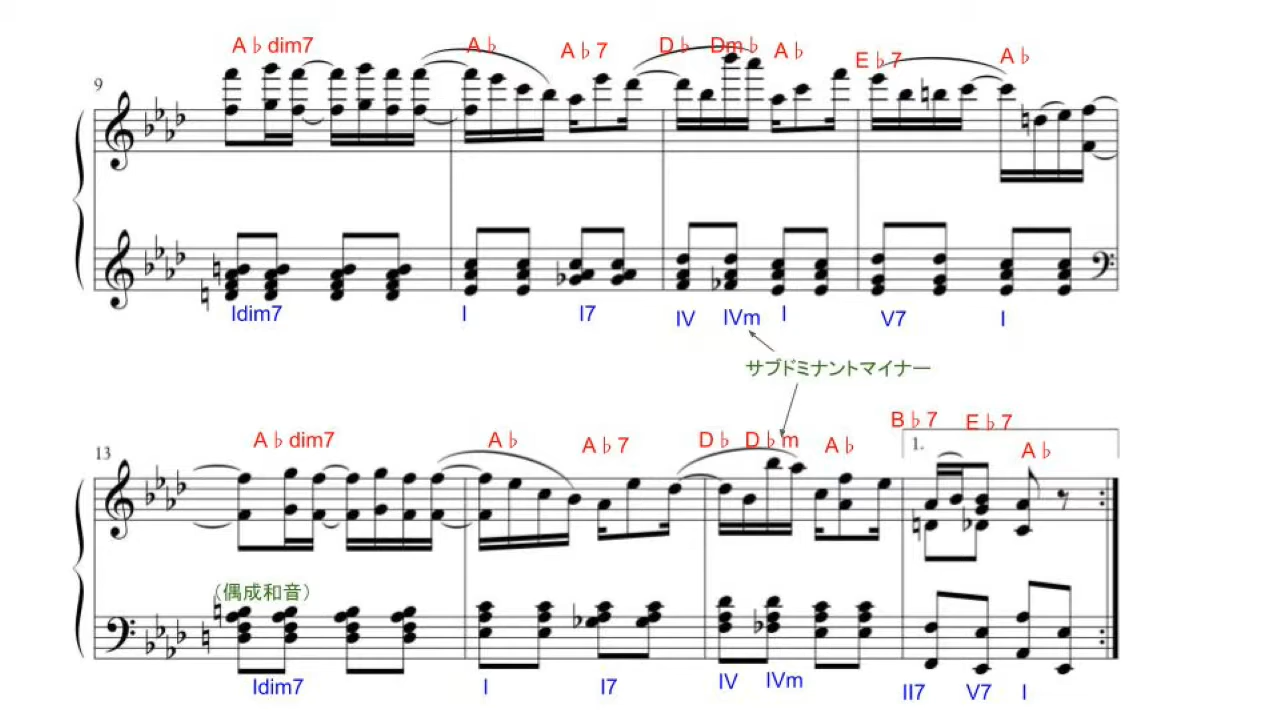 A♭dim7 A♭ A♭7 D♭ Dm♭ A♭ E♭7 A♭
9
Idim7 I I7 IV IVm I V7 I
サブドミナントマイナー
A♭dim7 A♭ A♭7 D♭ D♭m A♭ B♭7 E♭7 A♭
13 1.
(偶成和音)
Idim7 I I7 IV IVm II7 V7 I